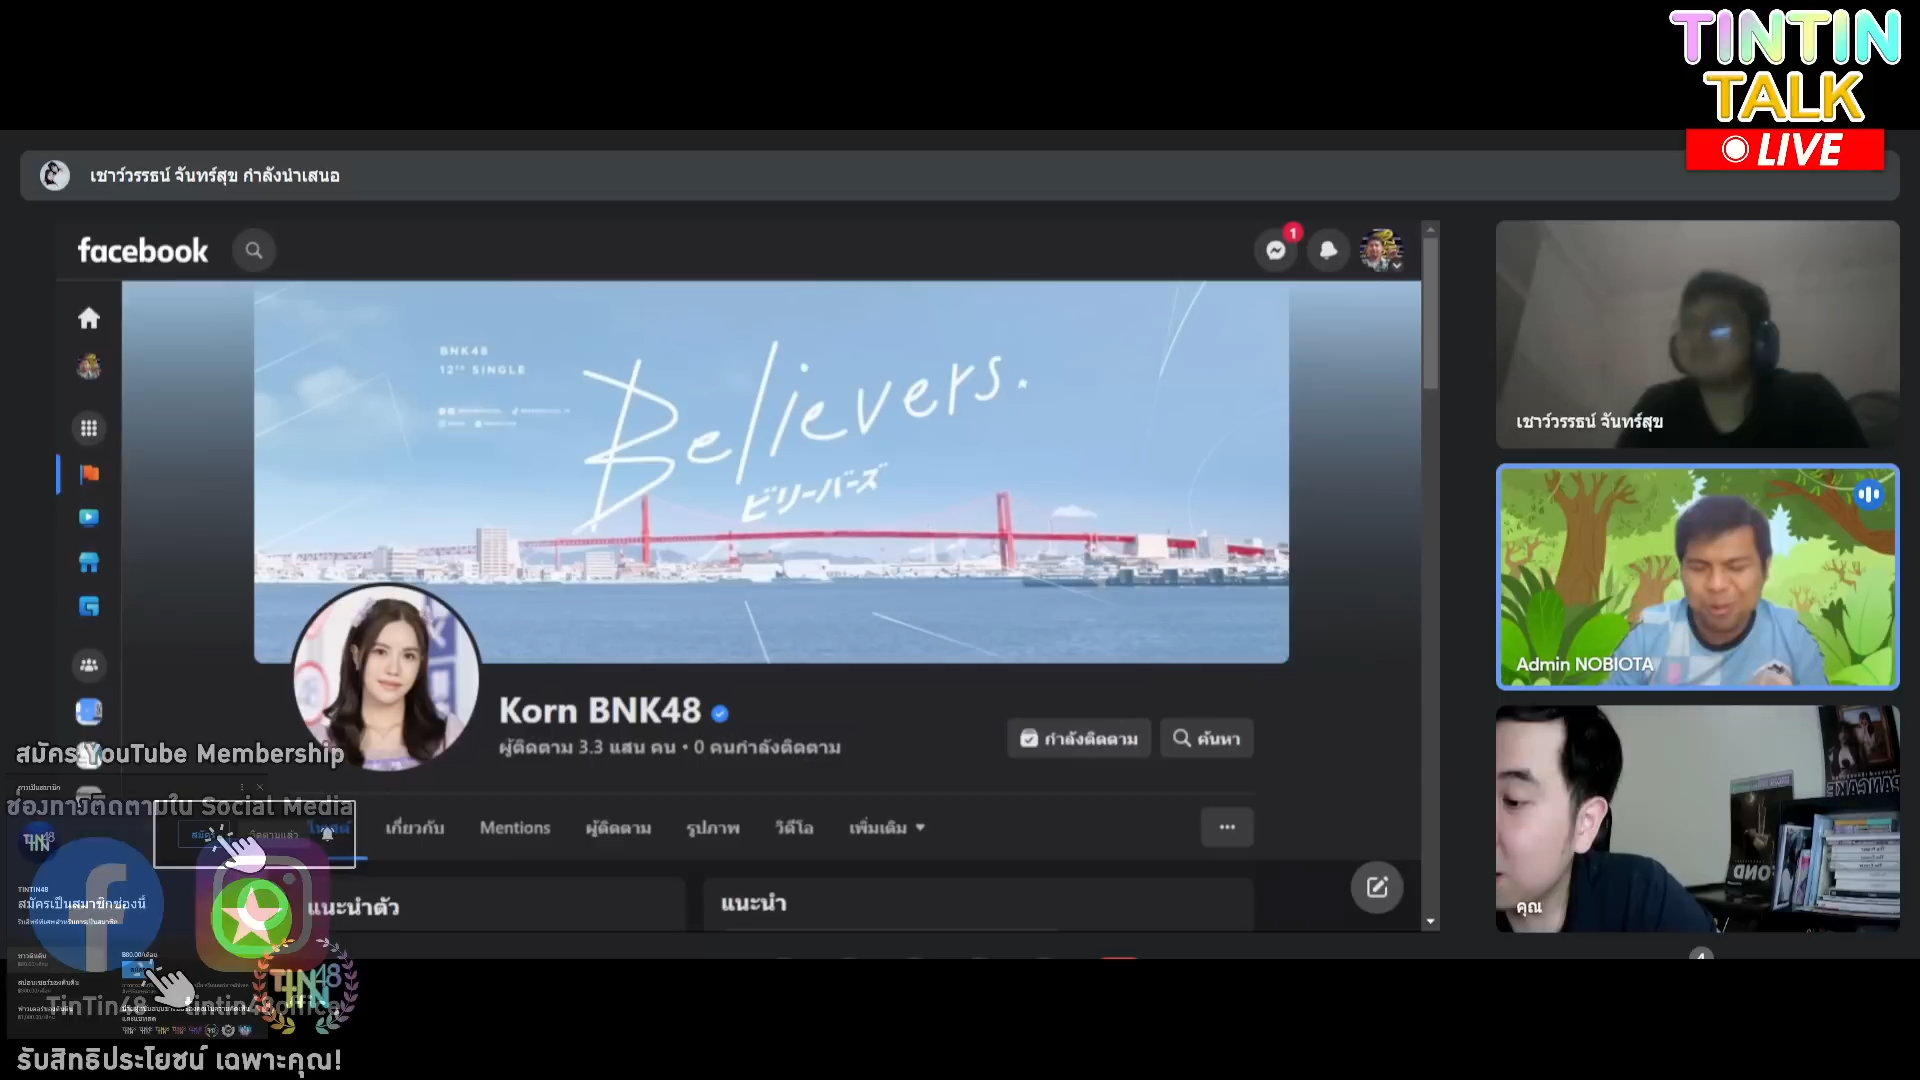 TINTIN
TALK
LIVE
เชาว์วรรธน์ จันทร์สุข กำลังนำเสนอ
facebook
1
BNK48
12TH SINGLE
Believers.
ビリーバーズ
เชาว์วรรธน์ จันทร์สุข
Admin NOBIOTA
คุณ
Korn BNK48
ผู้ติดตาม 3.3 แสน คน • 0 คนกำลังติดตาม
กำลังติดตาม
ค้นหา
เกี่ยวกับ
Mentions
ผู้ติดตาม
รูปภาพ
วิดีโอ
เพิ่มเติม
แนะนำตัว
แนะนำ
สมัคร YouTube Membership
ช่องทางติดตามใน Social Media
TINTIN48
สมัครเป็นสมาชิกช่องนี้
TinTin48
tintin48office
รับสิทธิประโยชน์ เฉพาะคุณ!